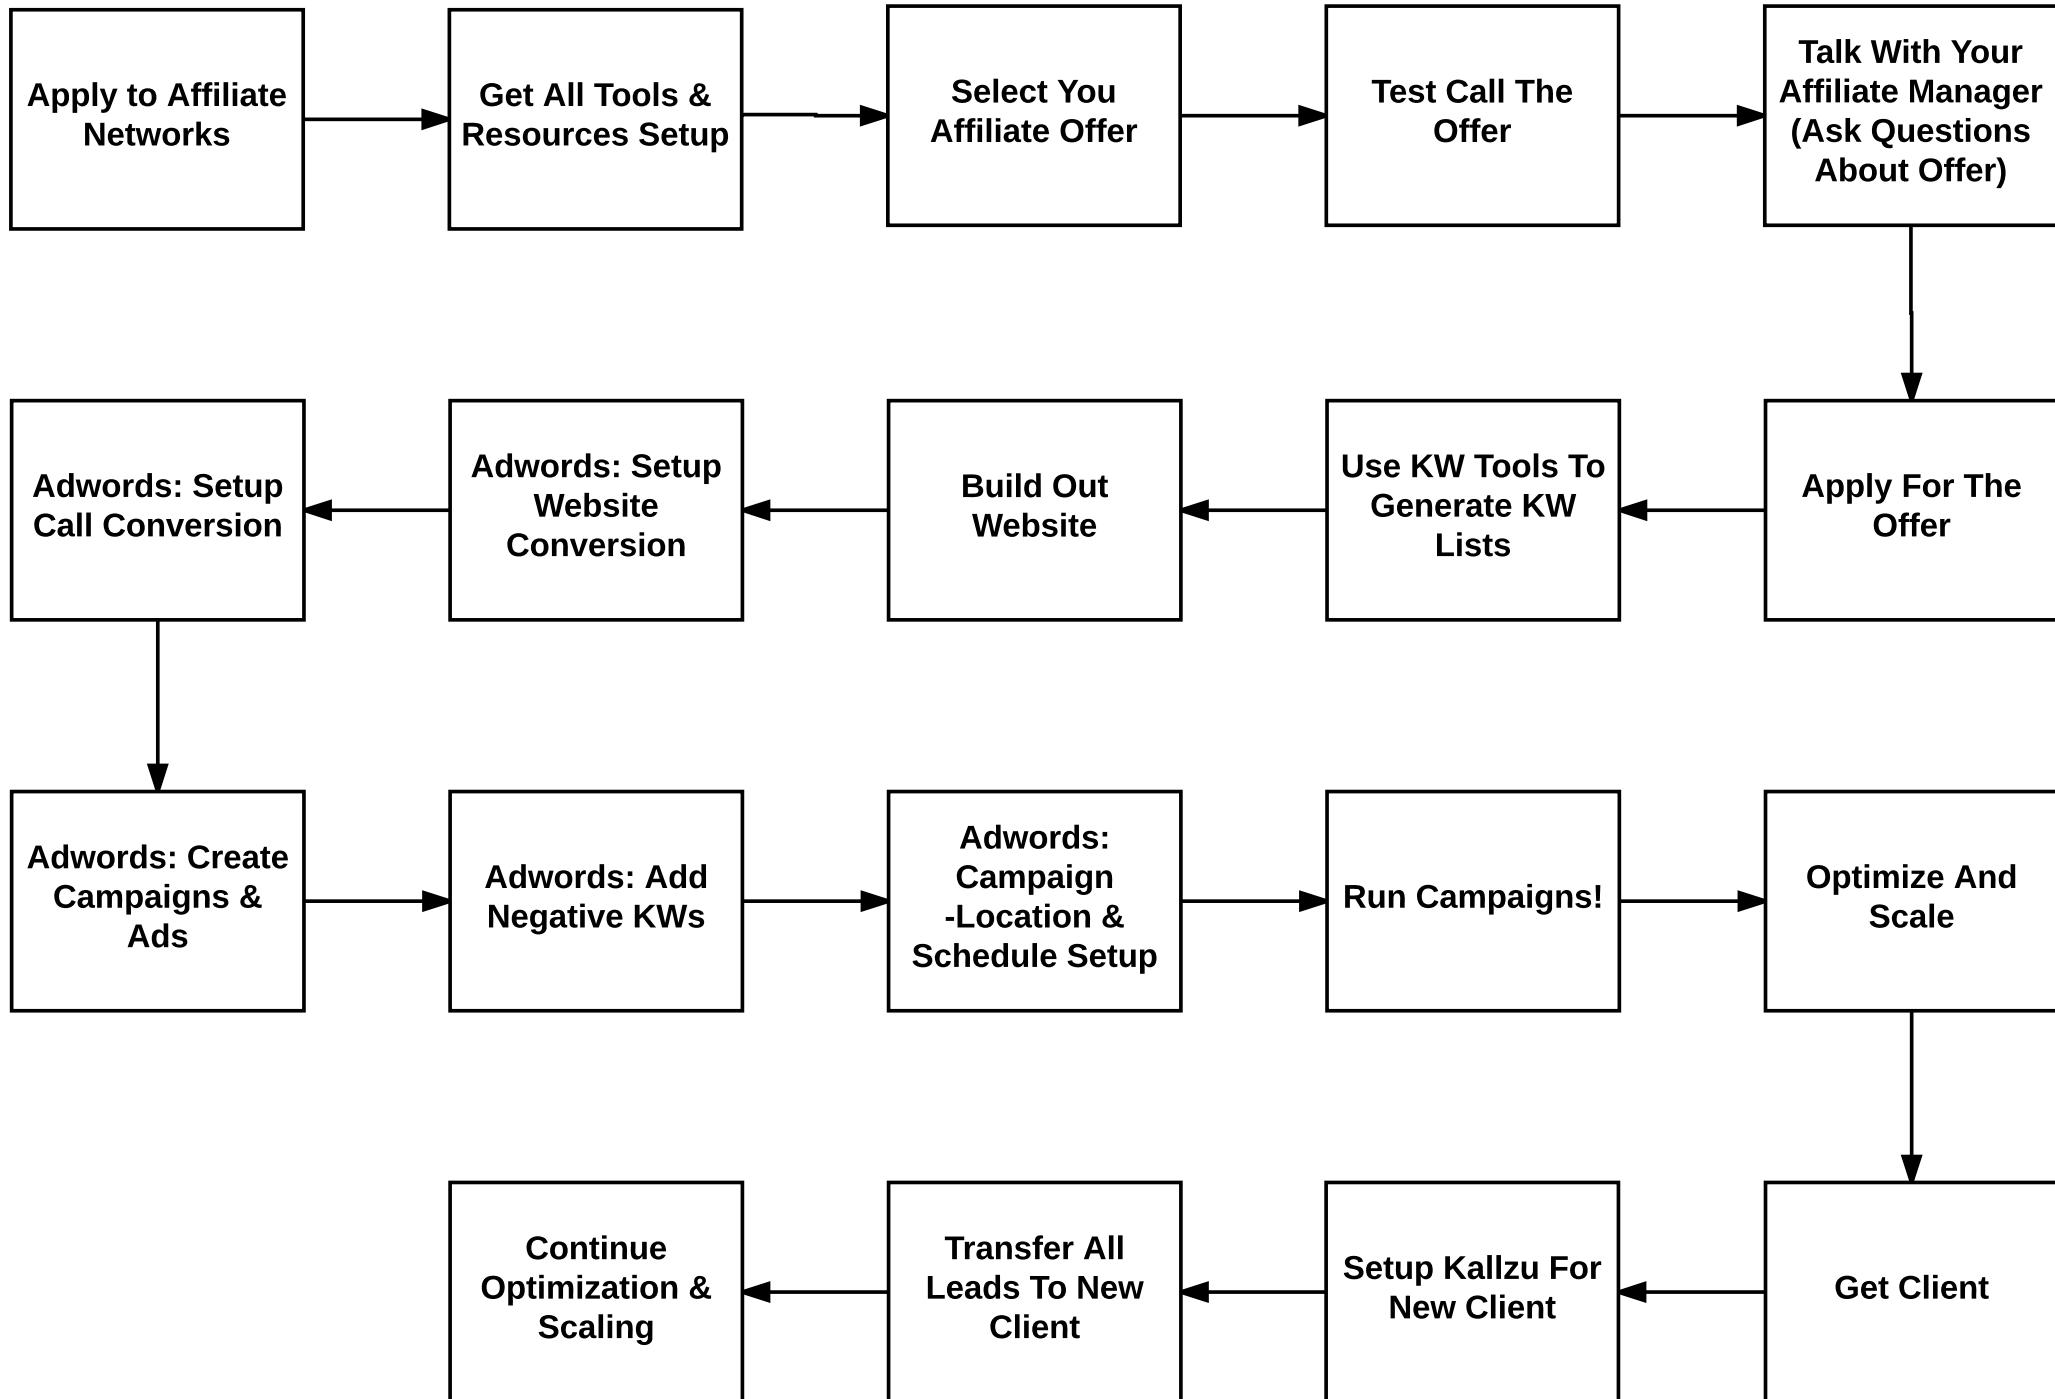 Apply to Affiliate
Networks
Get All Tools &
Resources Setup
Select You
Affiliate Offer
Test Call The
Offer
Talk With Your
Affiliate Manager
(Ask Questions
About Offer)
Apply For The
Offer
Use KW Tools To
Generate KW
Lists
Build Out
Website
Adwords: Setup
Website
Conversion
Adwords: Setup
Call Conversion
Adwords: Create
Campaigns &
Ads
Adwords: Add
Negative KWs
Adwords:
Campaign
-Location &
Schedule Setup
Run Campaigns!
Optimize And
Scale
Get Client
Setup Kallzu For
New Client
Transfer All
Leads To New
Client
Continue
Optimization &
Scaling